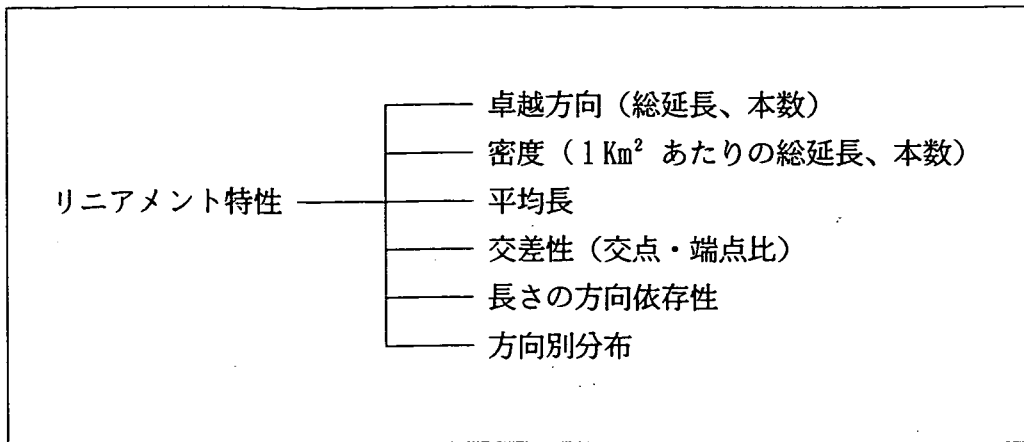 卓越方向（総延長、本数）
密度（1Km² あたりの総延長、本数）
リニアメント特性
平均長
交差性（交点・端点比）
長さの方向依存性
方向別分布